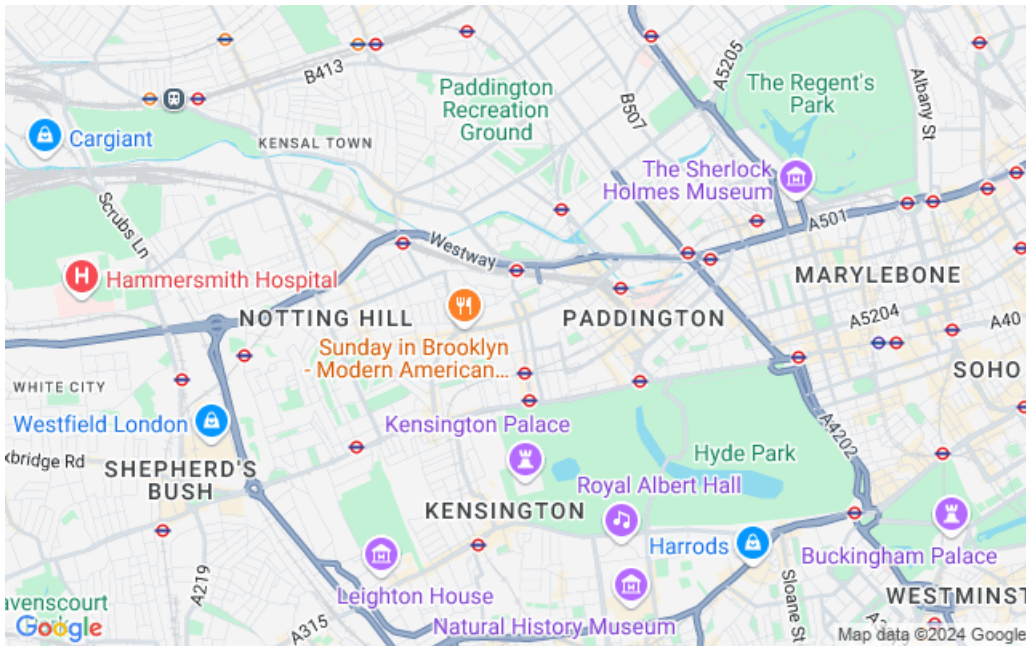 B413
Paddington
Recreation
Ground
B507
A5205
The Regent's
Park
Albany St
Cargiant
KENSAL TOWN
The Sherlock
Holmes Museum
Scrubs Ln
Westway
A501
Hammersmith Hospital
MARYLEBONE
NOTTING HILL
PADDINGTON
A5204
A40
Sunday in Brooklyn
- Modern American...
SOHO
WHITE CITY
Westfield London
Kensington Palace
A4202
Hyde Park
xbridge Rd
SHEPHERD'S
BUSH
Royal Albert Hall
KENSINGTON
Harrods
Buckingham Palace
A219
Leighton House
Sloane St
WESTMINST
avenscourt
A315
Natural History Museum
Google
Map data ©2024 Google